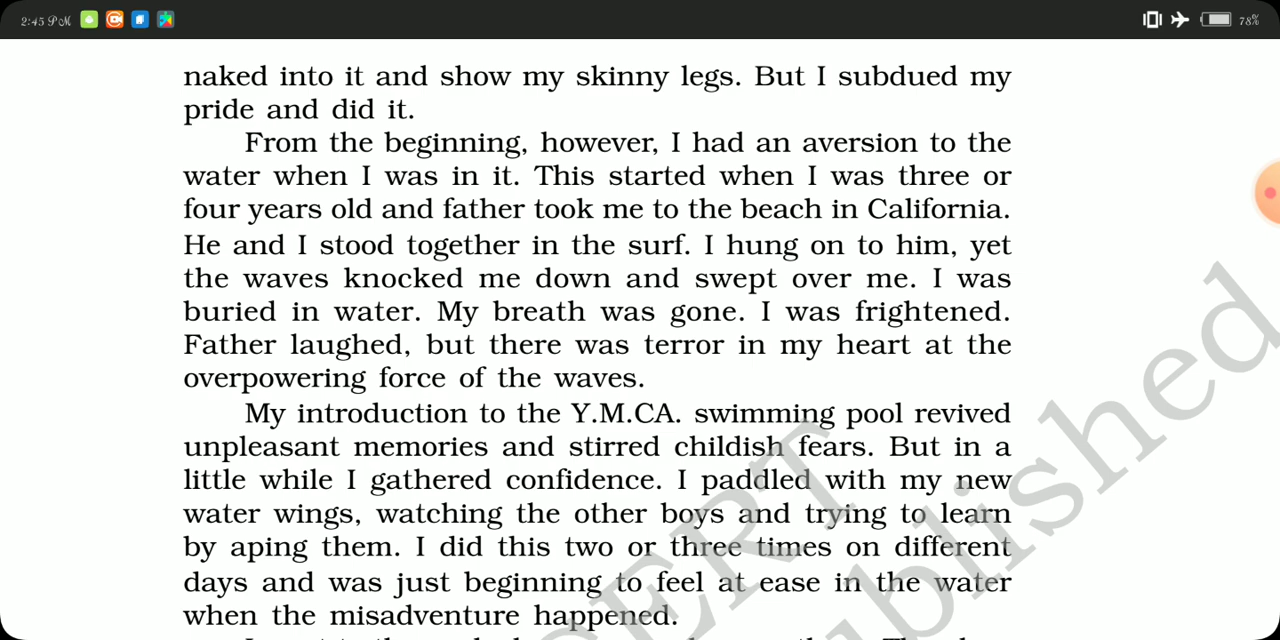 2:45 PM
78%
naked into it and show my skinny legs. But I subdued my
pride and did it.
From the beginning, however, I had an aversion to the
water when I was in it. This started when I was three or
four years old and father took me to the beach in California.
He and I stood together in the surf. I hung on to him, yet
the waves knocked me down and swept over me. I was
buried in water. My breath was gone. I was frightened.
Father laughed, but there was terror in my heart at the
overpowering force of the waves.
My introduction to the Y.M.CA. swimming pool revived
unpleasant memories and stirred childish fears. But in a
little while I gathered confidence. I paddled with my new
water wings, watching the other boys and trying to learn
by aping them. I did this two or three times on different
days and was just beginning to feel at ease in the water
when the misadventure happened.